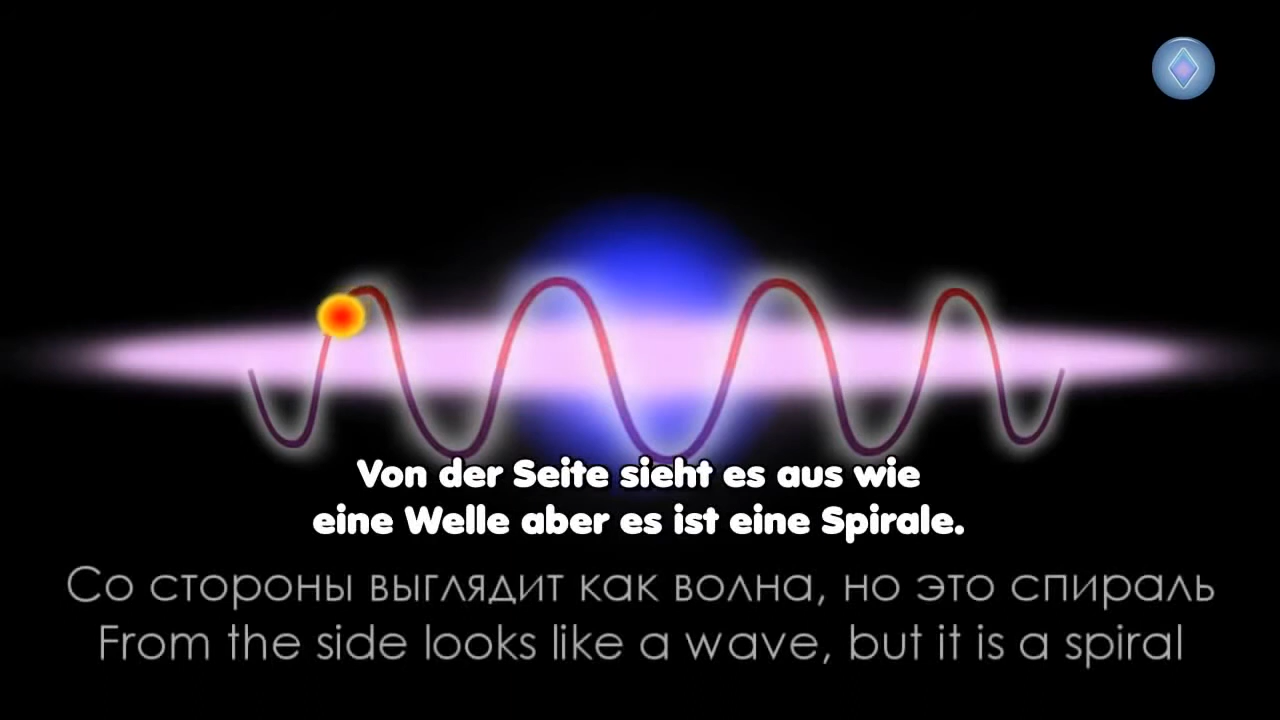 Von der Seite sieht es aus wie
eine Welle aber es ist eine Spirale.
Со стороны выглядит как волна, но это спираль
From the side looks like a wave, but it is a spiral